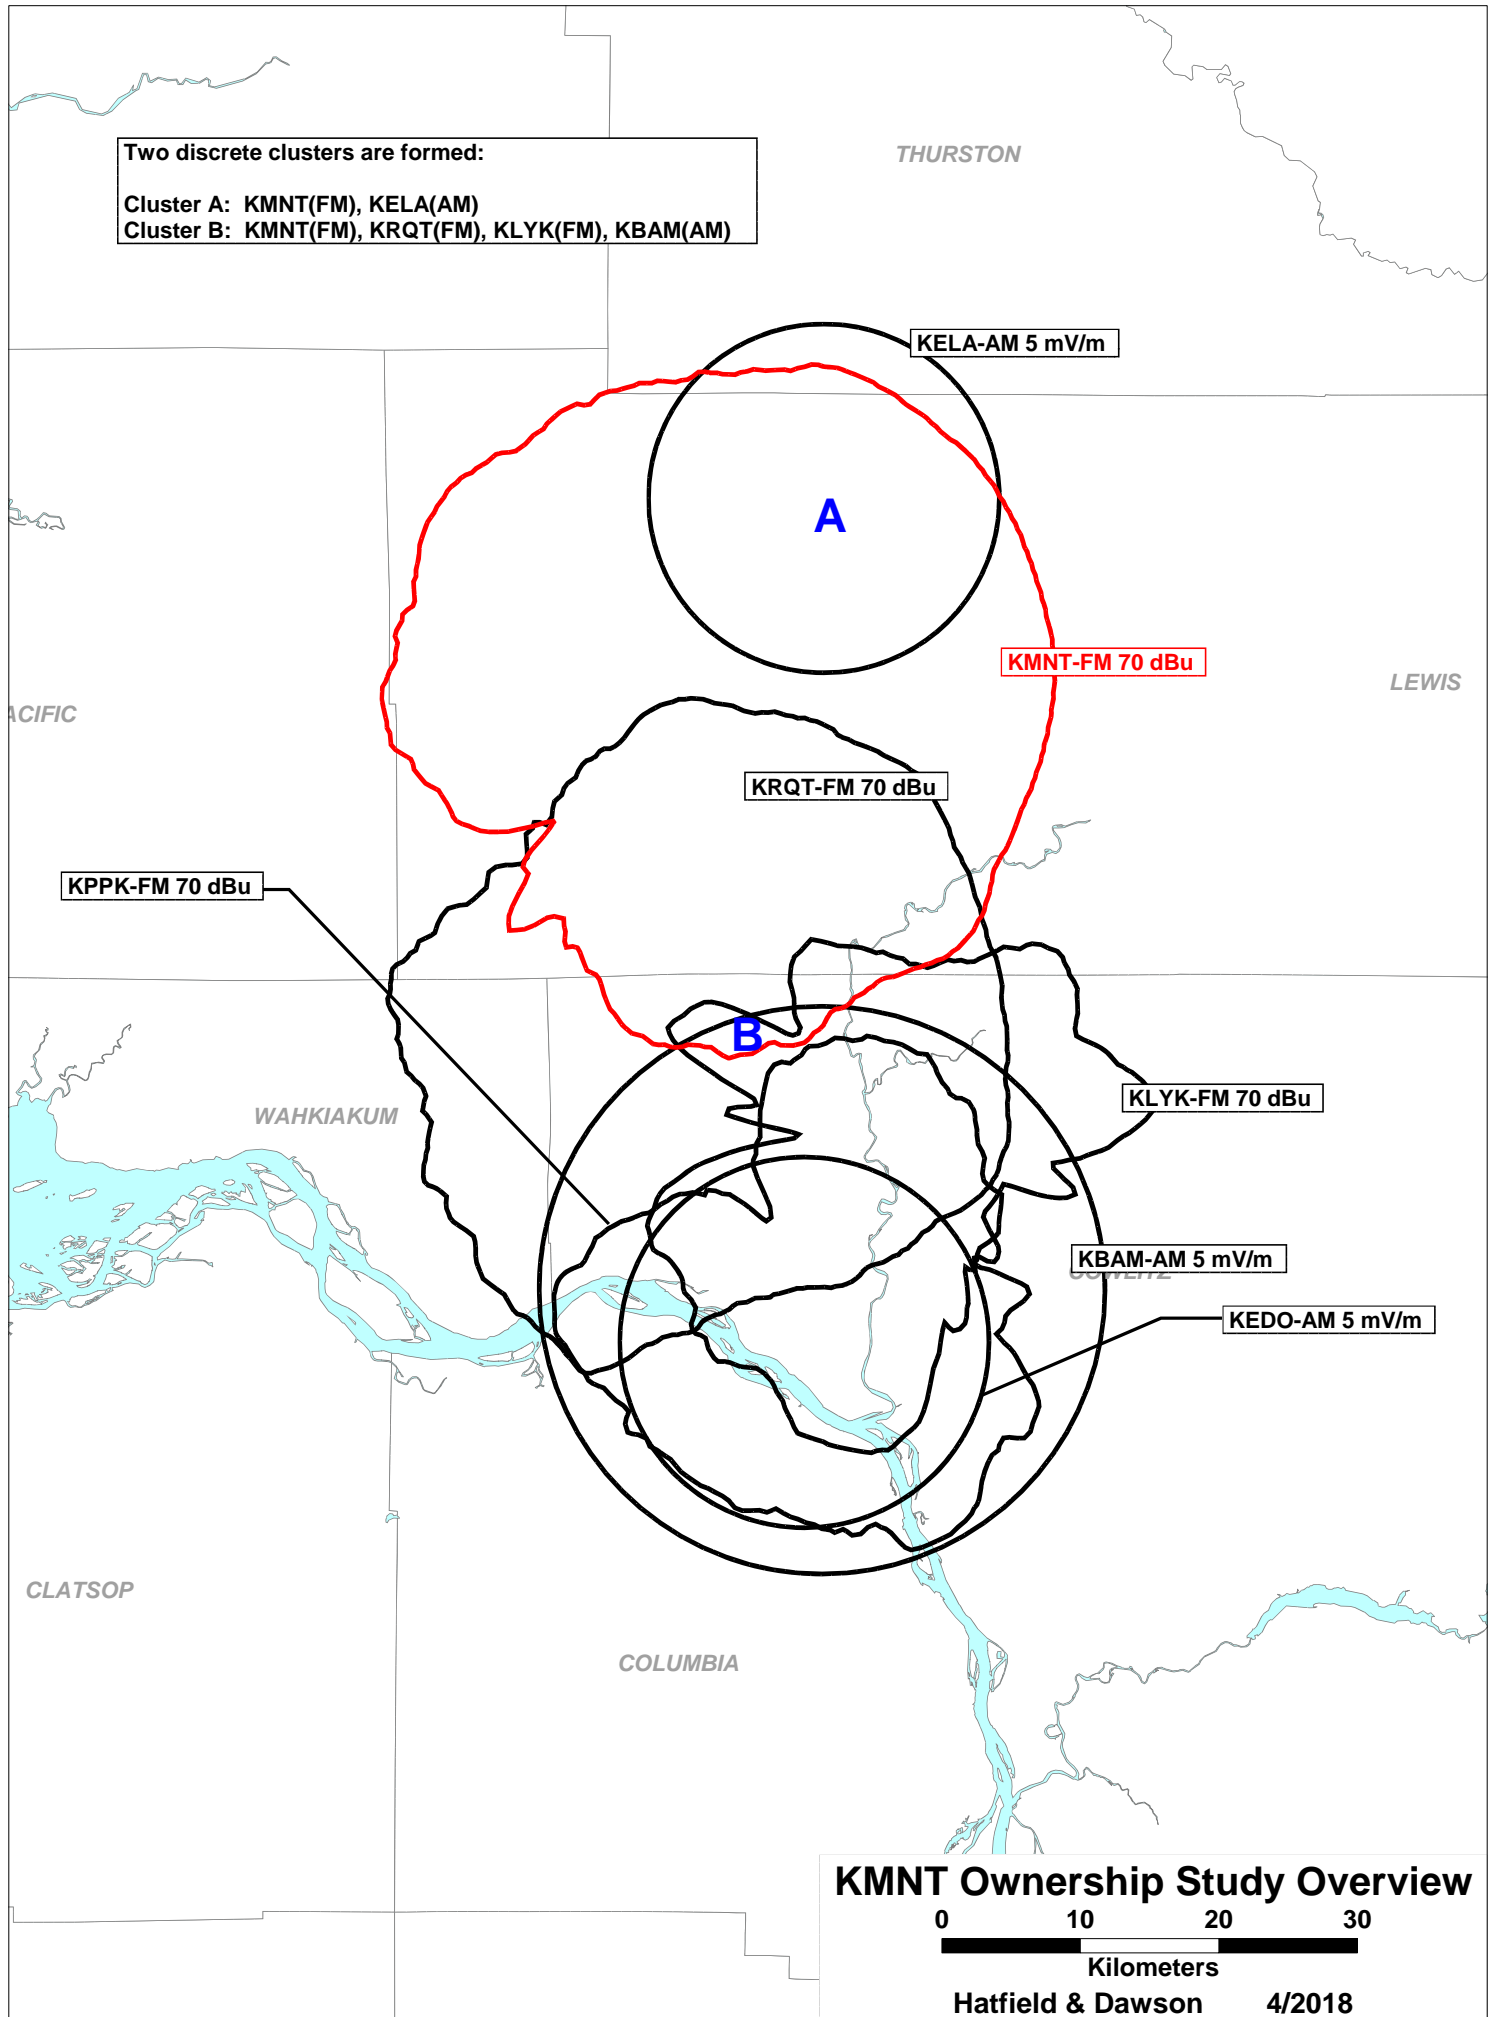 THURSTON
Two discrete clusters are formed:
Cluster A: KMNT(FM), KELA(AM)
Cluster B: KMNT(FM), KRQT(FM), KLYK(FM), KBAM(AM)
KELA-AM 5 mV/m
A
KMNT-FM 70 dBu
LEWIS
ACIFIC
KRQT-FM 70 dBu
KPPK-FM 70 dBu
B
KLYK-FM 70 dBu
WAHKIAKUM
KBAM-AM 5 mV/m
KEDO-AM 5 mV/m
CLATSOP
COLUMBIA
KMNT Ownership Study Overview
0 10 20 30
Kilometers
Hatfield & Dawson 4/2018